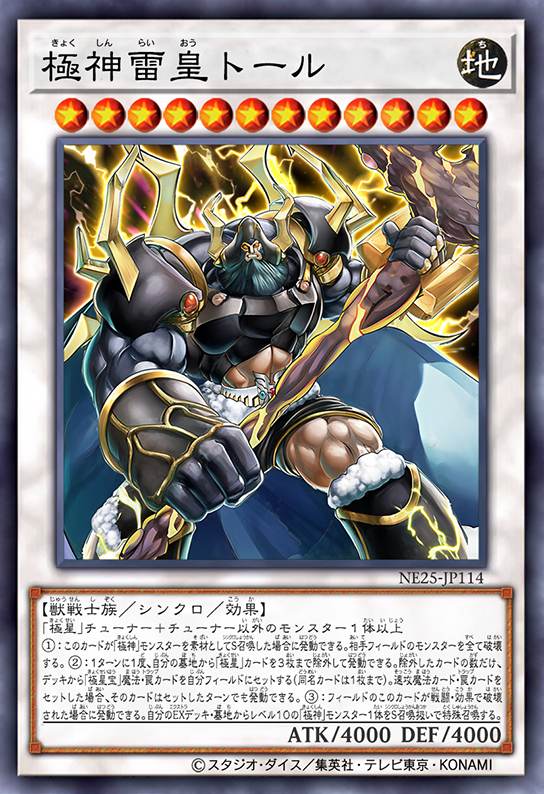 極神雷皇トール
地
NE25-JP114
【獣戦士族／シンクロ／効果】
「極星」チューナー＋チューナー以外のモンスター１体以上
①：このカードが「極神」モンスターを素材としてS召喚した場合に発動できる。相手フィールドのモンスターを全て破壊
する。②：1ターンに1度、自分の墓地から「極星」カードを3枚まで除外して発動できる。除外したカードの数だけ、
デッキから「極星宝」魔法・罠カードを自分フィールドにセットする（同名カードは1枚まで）。速攻魔法カード・罠カードを
セットした場合、そのカードはセットしたターンでも発動できる。③：フィールドのこのカードが戦闘・効果で破壊
された場合に発動できる。自分のEXデッキ・墓地からレベル10の「極神」モンスター1体をS召喚扱いで特殊召喚する。
ATK/4000 DEF/4000
©スタジオ・ダイス／集英社・テレビ東京・KONAMI